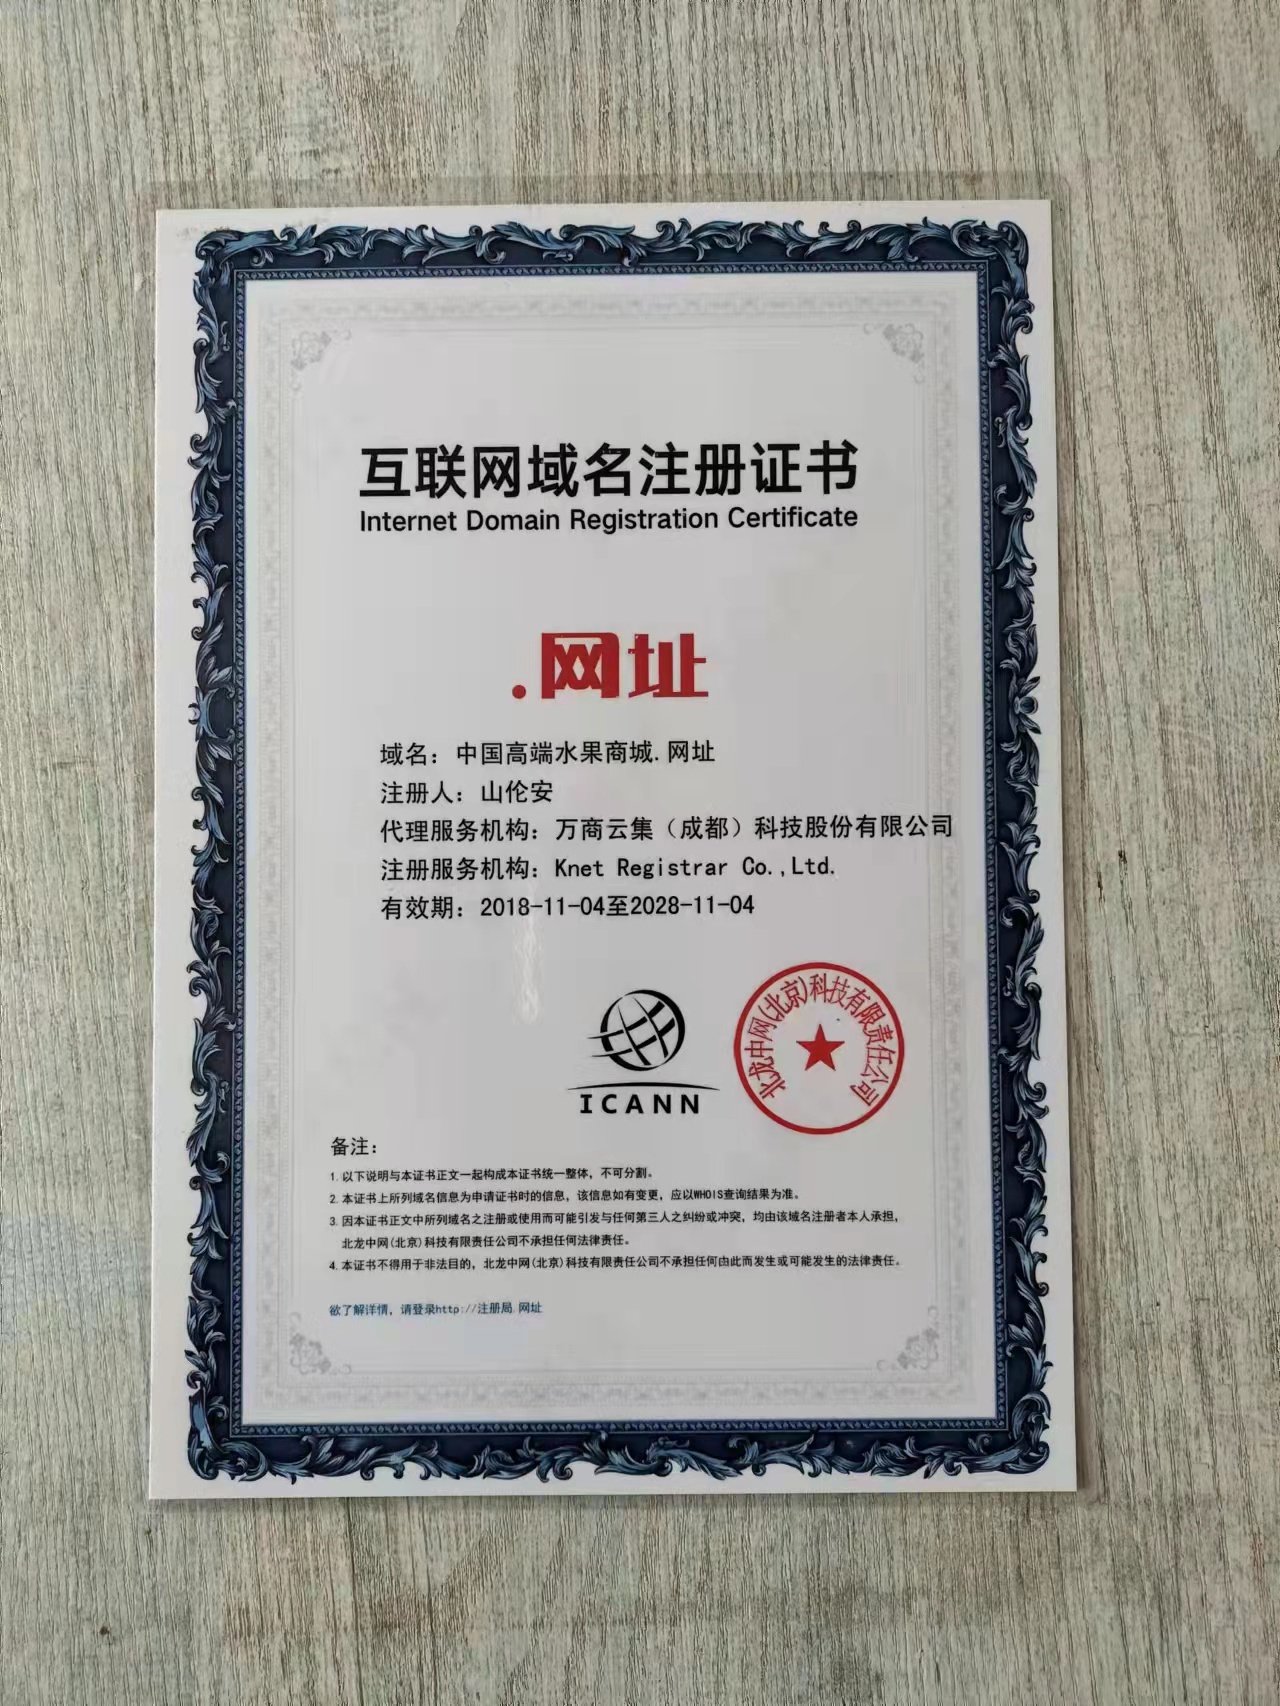 互联网域名注册证书
Internet Domain Registration Certificate
.网址
域名：中国高端水果商城.网址
注册人：山伦安
代理服务机构：万商云集（成都）科技股份有限公司
注册服务机构：Knet Registrar Co.,Ltd.
有效期：2018-11-04至2028-11-04
ICANN
北龙中网(北京)科技有限责任公司
备注：
1.以下说明与本证书正文一起构成本证书统一整体，不可分割。
2.本证书上所列域名信息为申请证书时的信息，该信息如有变更，应以WHOIS查询结果为准。
3.因本证书正文中所列域名之注册或使用而可能引发与任何第三人之纠纷或冲突，均由该域名注册者本人承担，
北龙中网(北京)科技有限责任公司不承担任何法律责任。
4.本证书不得用于非法目的，北龙中网(北京)科技有限责任公司不承担任何由此而发生或可能发生的法律责任。
欲了解详情，请登录http://注册局.网址